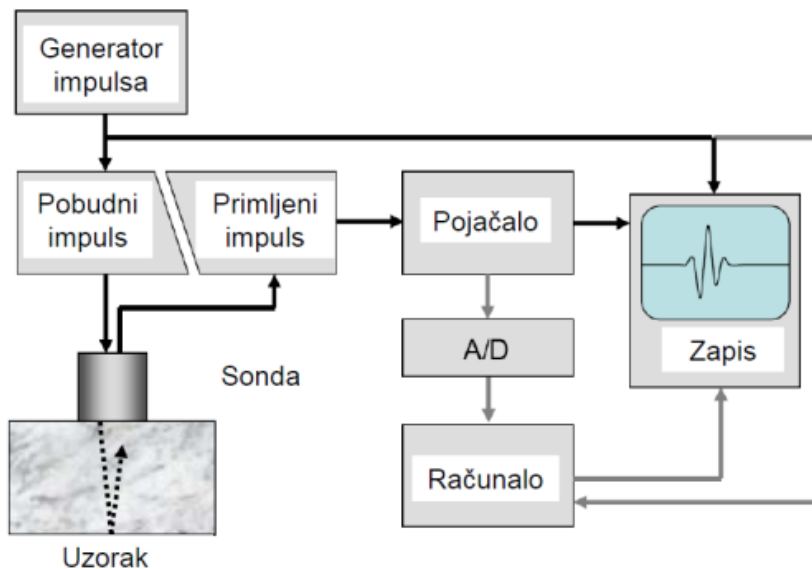 Generator
impulsa
Pobudni
impuls
Primljeni
impuls
Pojačalo
A/D
Zapis
Sonda
Računalo
Uzorak